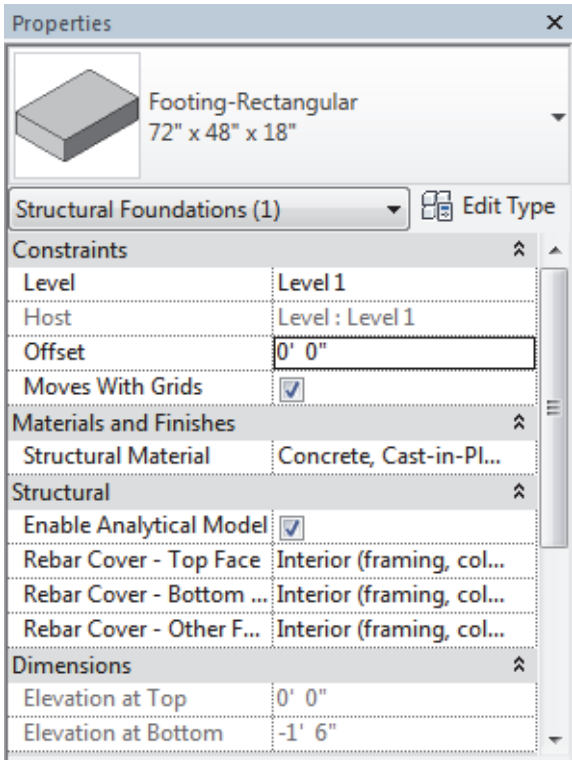 Properties
Footing-Rectangular
72" x 48" x 18"
Structural Foundations (1) Edit Type
Constraints
Level Level 1
Host Level : Level 1
Offset 0' 0"
Moves With Grids
Materials and Finishes
Structural Material Concrete, Cast-in-Pl...
Structural
Enable Analytical Model
Rebar Cover - Top Face Interior (framing, col...
Rebar Cover - Bottom ... Interior (framing, col...
Rebar Cover - Other F... Interior (framing, col...
Dimensions
Elevation at Top 0' 0"
Elevation at Bottom -1' 6"